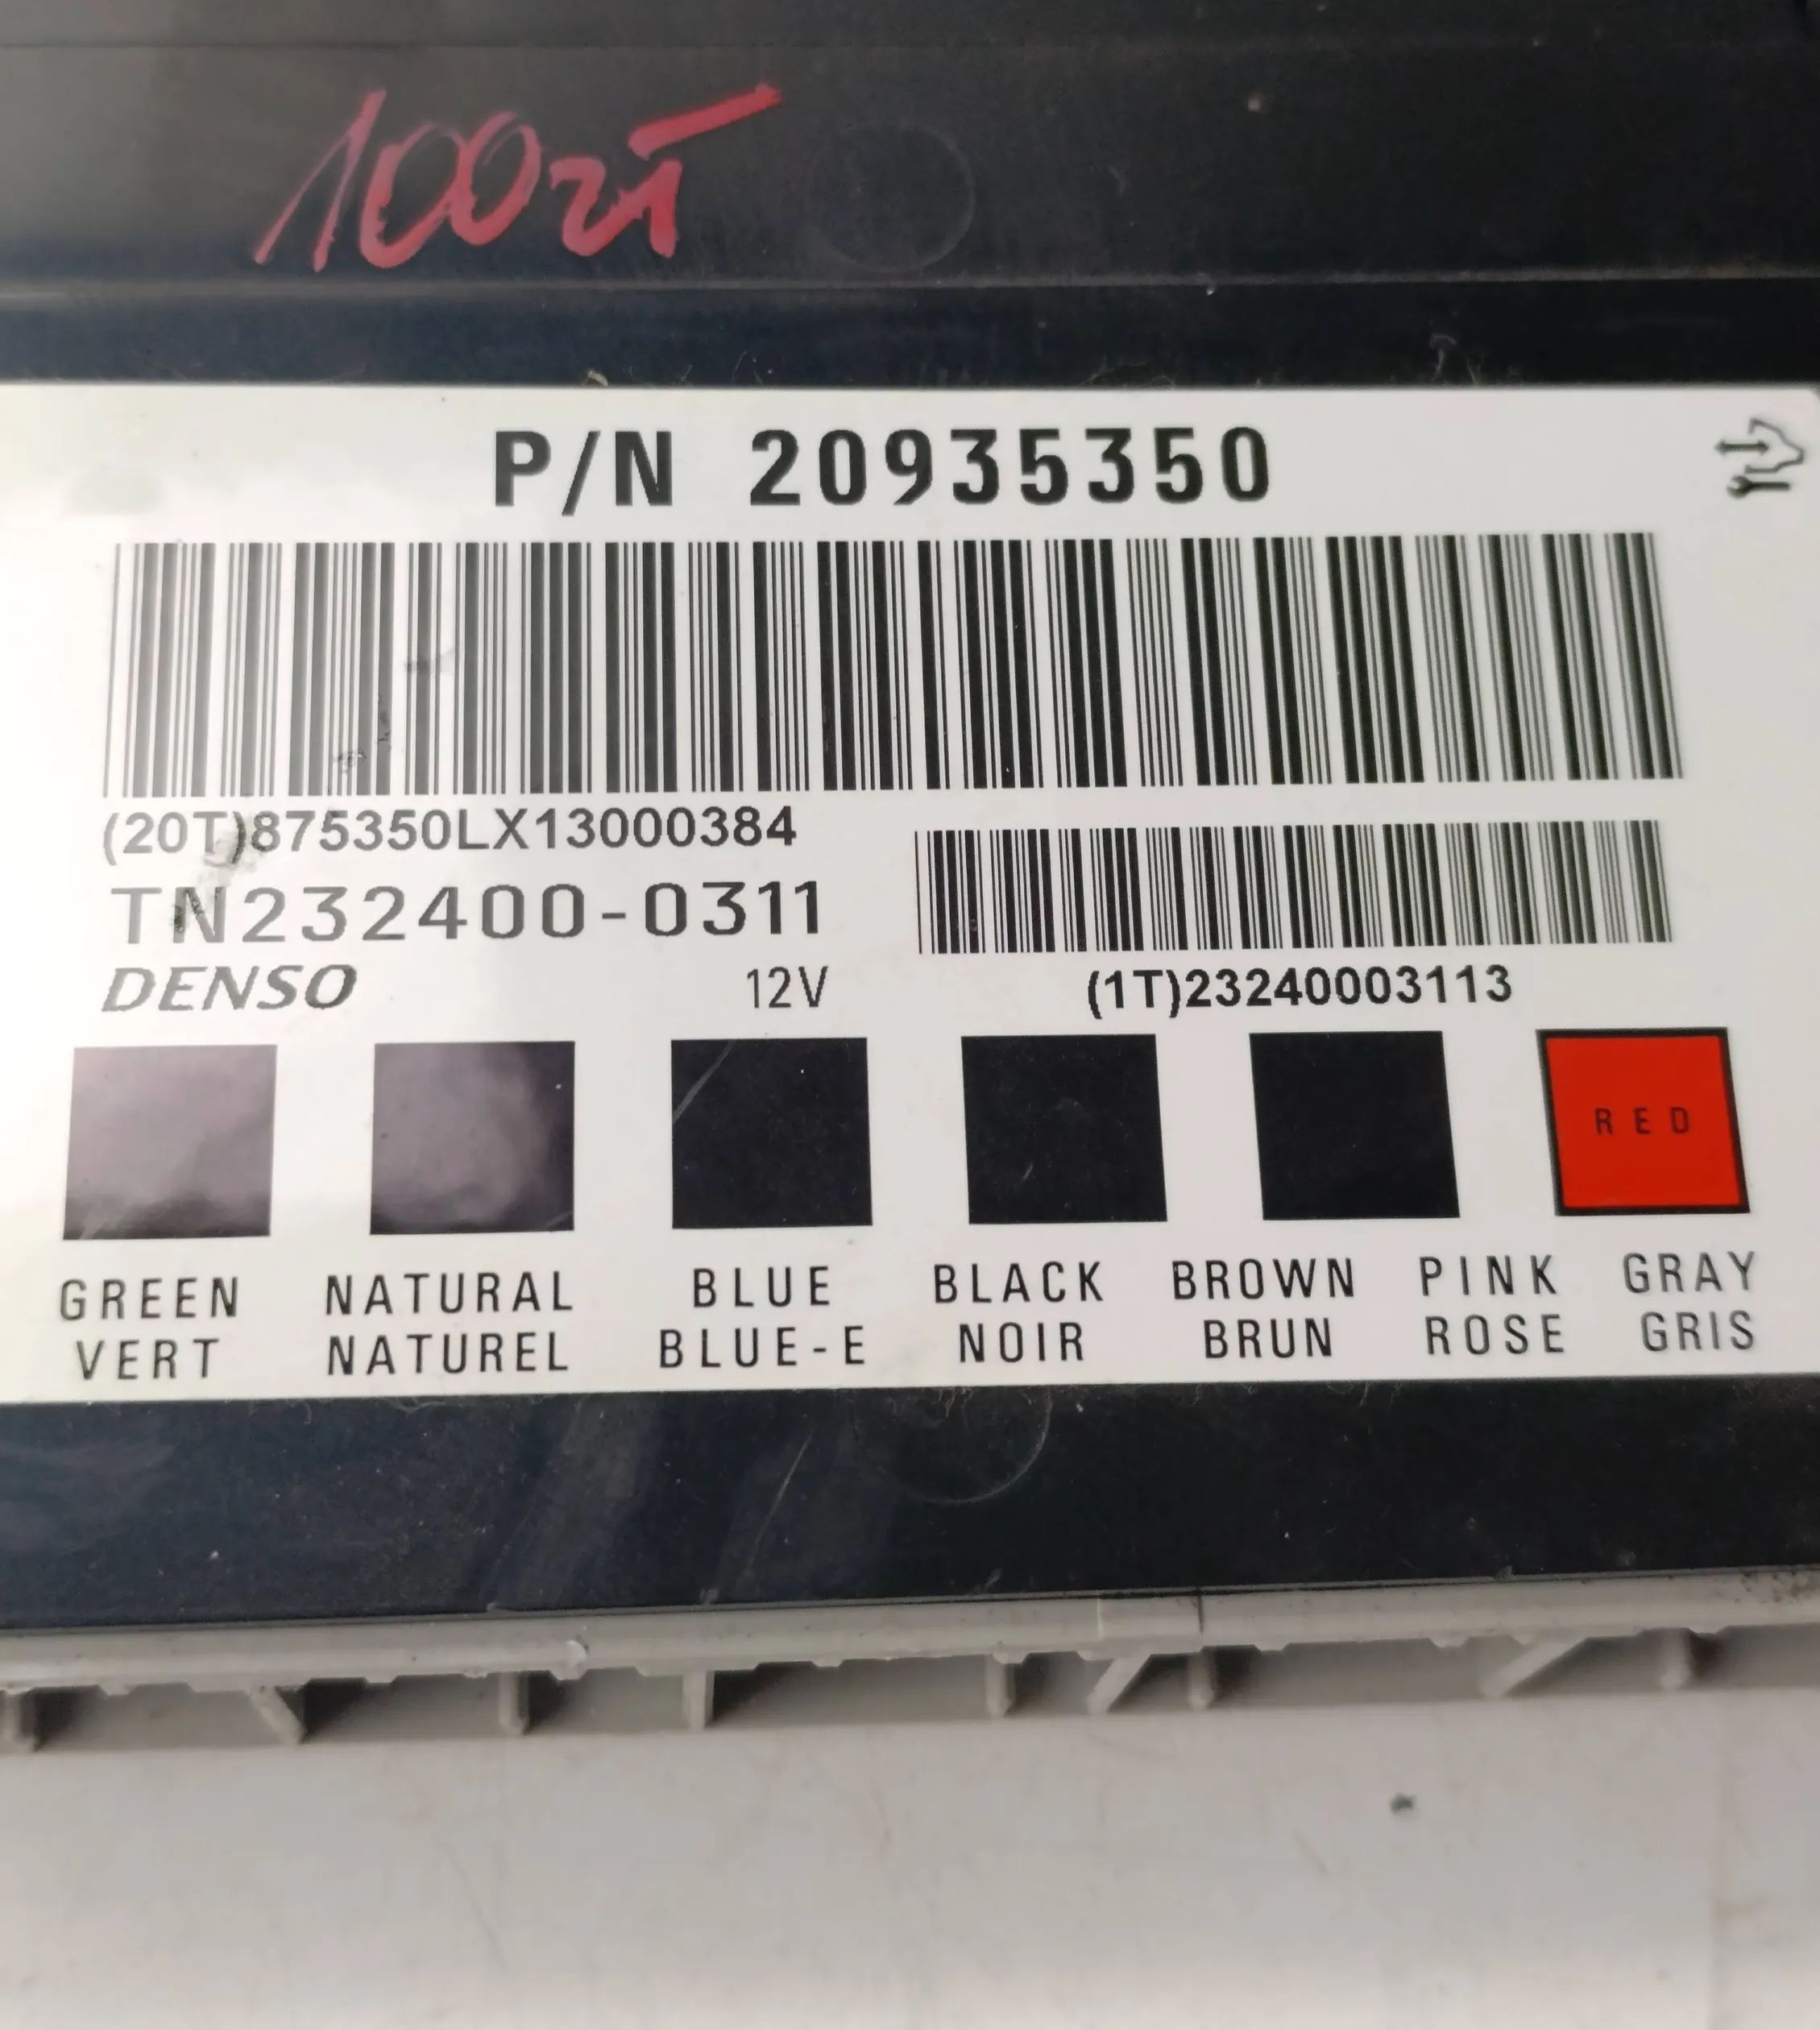 100zł
P/N 20935350
(20T)875350LX13000384
TN232400-0311
DENSO 12V (1T)23240003113
RED
GREEN NATURAL BLUE BLACK BROWN PINK GRAY
VERT NATUREL BLUE-E NOIR BRUN ROSE GRIS